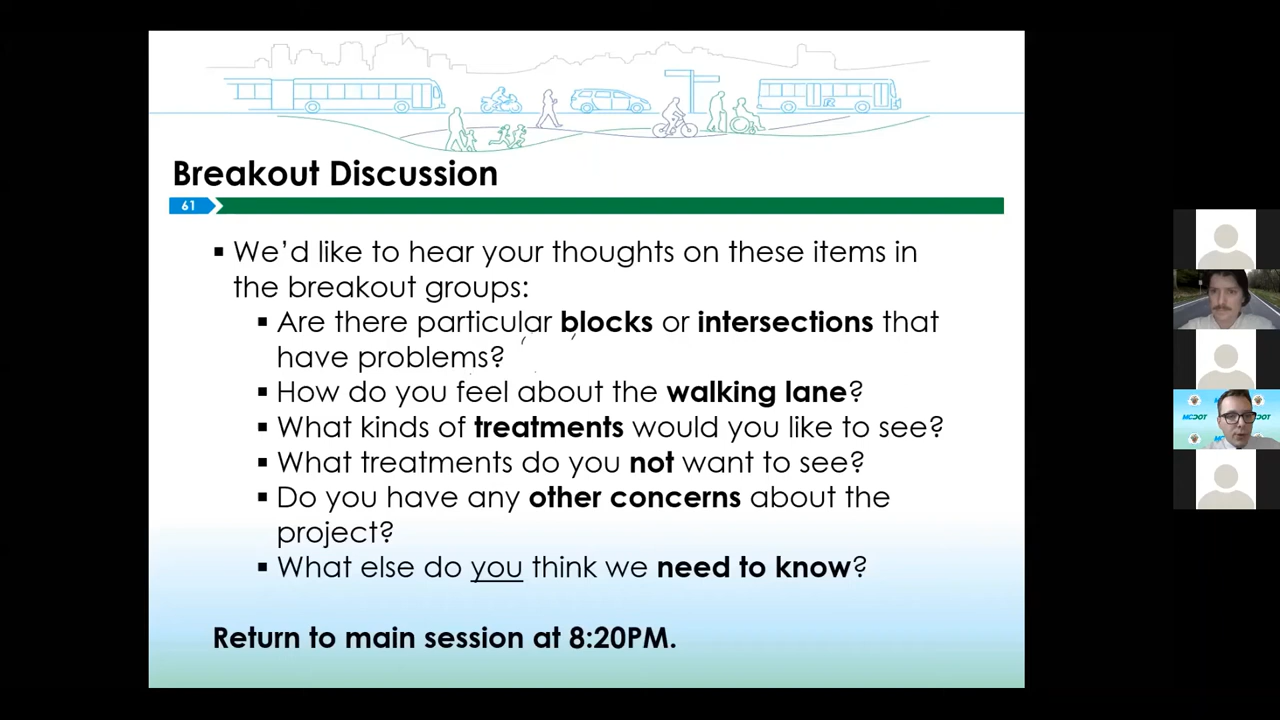 Breakout Discussion
61
▪ We’d like to hear your thoughts on these items in
the breakout groups:
▪ Are there particular blocks or intersections that
have problems?
▪ How do you feel about the walking lane?
▪ What kinds of treatments would you like to see?
▪ What treatments do you not want to see?
▪ Do you have any other concerns about the
project?
▪ What else do you think we need to know?
Return to main session at 8:20PM.
MCDOT